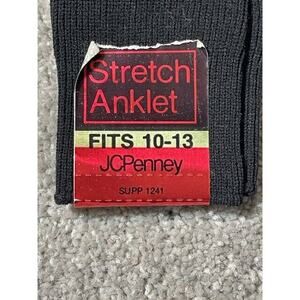 Stretch
Anklet
FITS 10-13
JCPenney
SUPP 1241